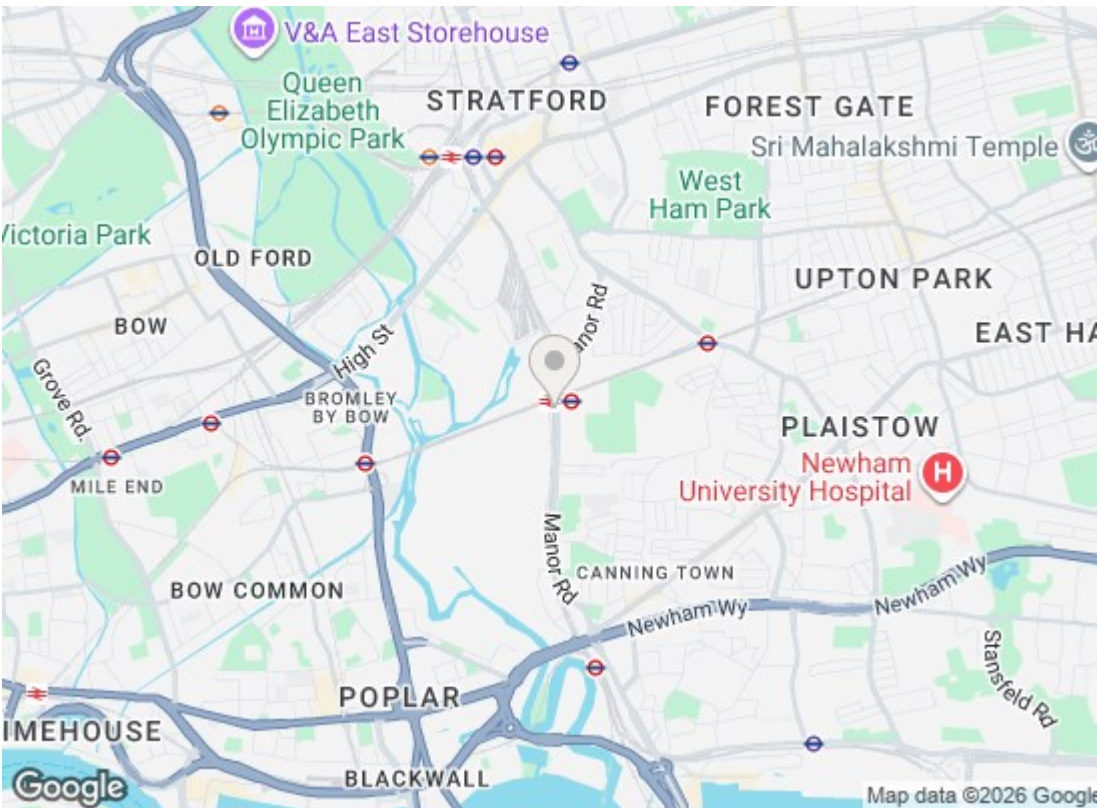 V&A East Storehouse
Queen
Elizabeth
Olympic Park
STRATFORD
FOREST GATE
Sri Mahalakshmi Temple
ॐ
West
Ham Park
Victoria Park
OLD FORD
UPTON PARK
BOW
High St
anor Rd
EAST HA
Grove Rd.
BROMLEY
BY BOW
PLAISTOW
Newham
University Hospital
H
MILE END
Manor Rd
CANNING TOWN
BOW COMMON
Newham Wy
Newham Wy
Stansfeld Rd
POPLAR
IMEHOUSE
BLACKWALL
Google
Map data ©2026 Google